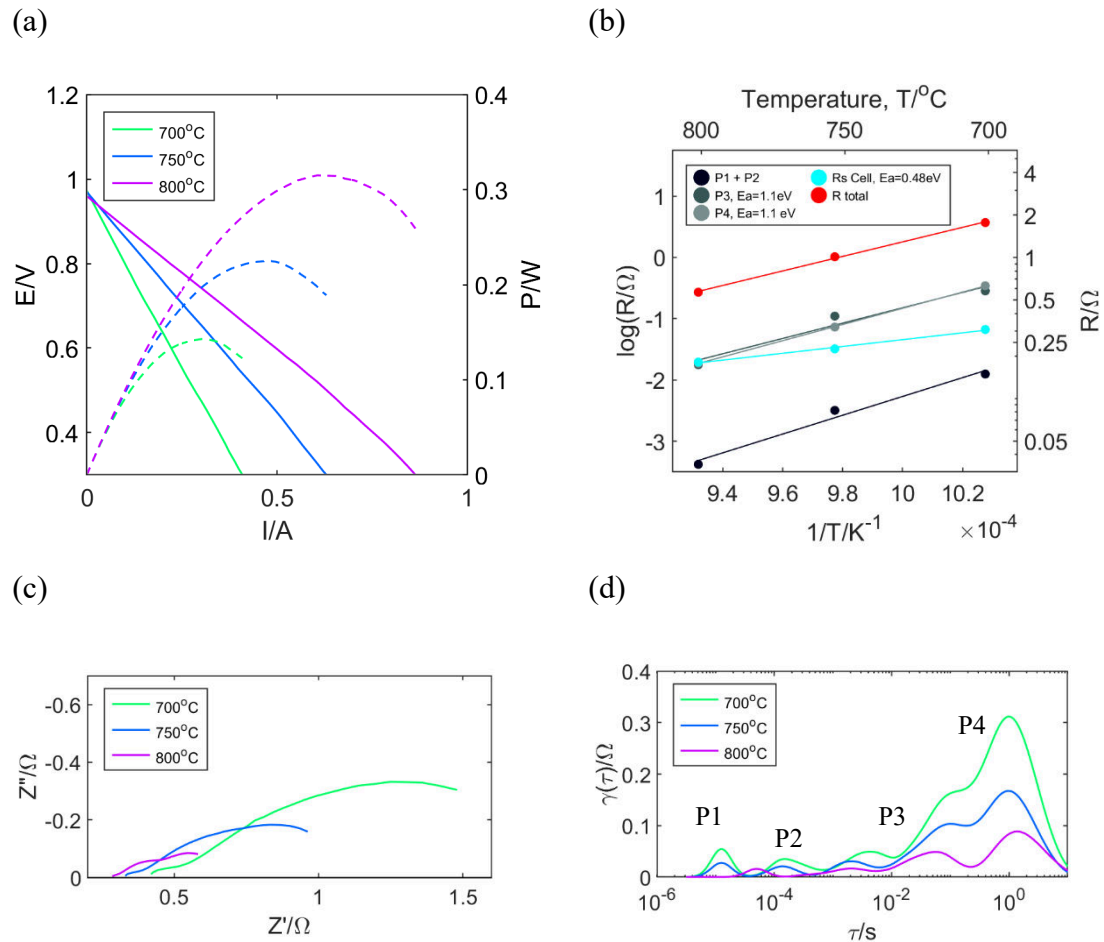 (a)
1.2
1
0.8
0.6
0.4
E/V
700°C
750°C
800°C
0.4
0.3
0.2
0.1
0
P/W
0
0.5
1
I/A
(b)
Temperature, T/°C
800
750
700
P1 + P2
P3, Ea=1.1eV
P4, Ea=1.1 eV
Rs Cell, Ea=0.48eV
R total
1
0
-1
-2
-3
log(R/Ω)
4
2
1
0.5
0.25
0.05
R/Ω
9.4
9.6
9.8
10
10.2
1/T/K⁻¹
×10⁻⁴
(c)
-0.6
-0.4
-0.2
0
Z"/Ω
700°C
750°C
800°C
0.5
1
1.5
Z'/Ω
(d)
0.4
0.3
0.2
0.1
0
γ(τ)/Ω
700°C
750°C
800°C
P1
P2
P3
P4
10⁻⁶
10⁻⁴
10⁻²
10⁰
τ/s